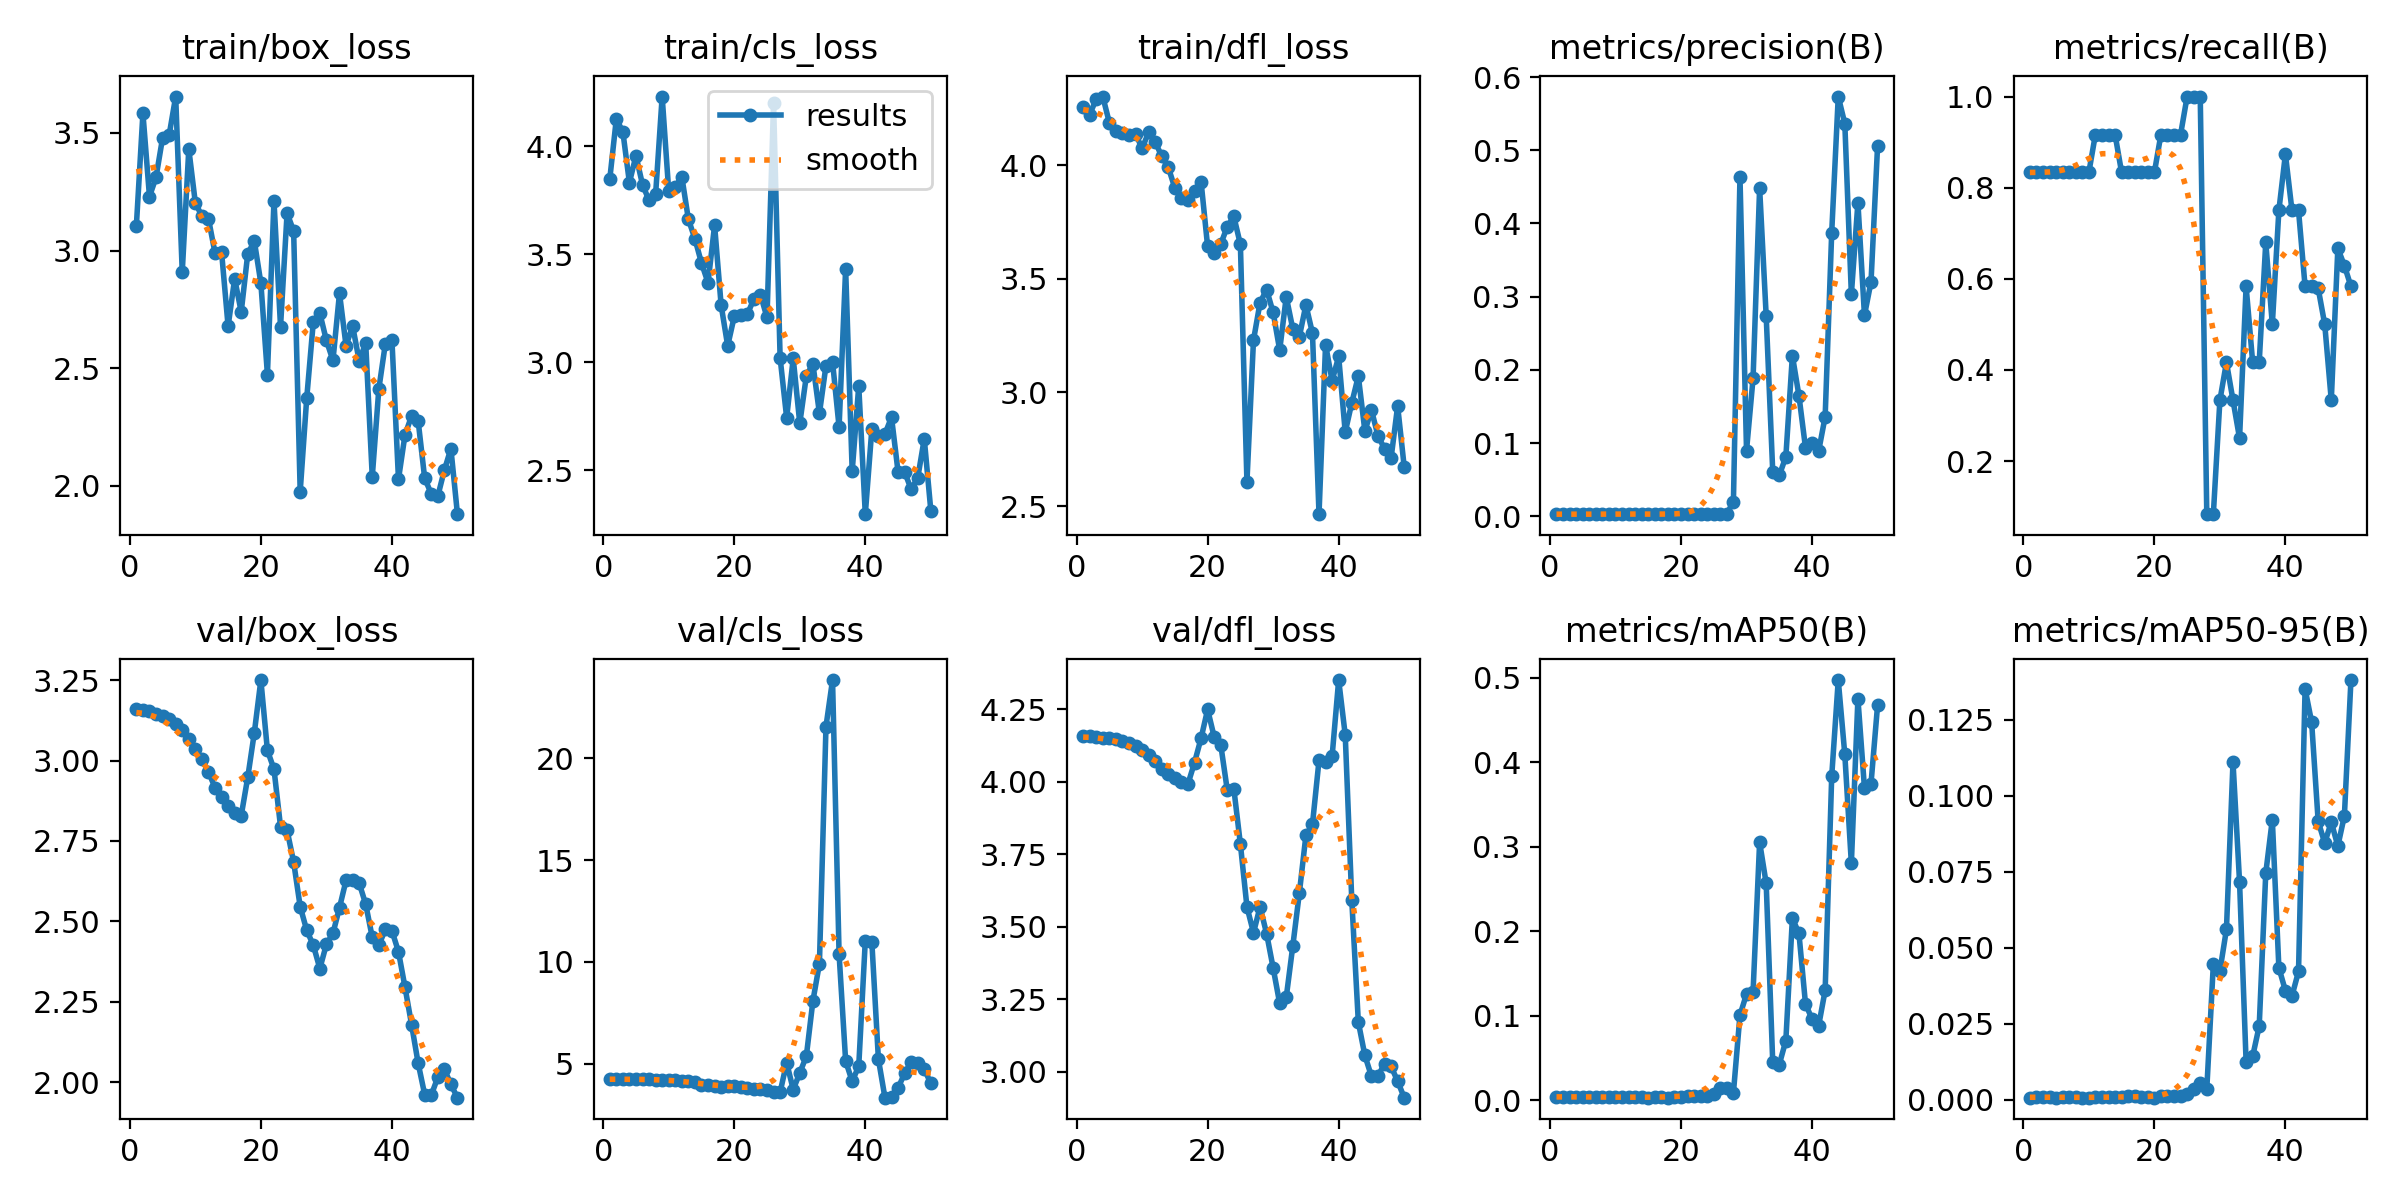 train/box_loss
3.5
3.0
2.5
2.0
0 20 40
train/cls_loss
results
smooth
4.0
3.5
3.0
2.5
0 20 40
train/dfl_loss
4.0
3.5
3.0
2.5
0 20 40
metrics/precision(B)
0.6
0.5
0.4
0.3
0.2
0.1
0.0
0 20 40
metrics/recall(B)
1.0
0.8
0.6
0.4
0.2
0 20 40
val/box_loss
3.25
3.00
2.75
2.50
2.25
2.00
0 20 40
val/cls_loss
20
15
10
5
0 20 40
val/dfl_loss
4.25
4.00
3.75
3.50
3.25
3.00
0 20 40
metrics/mAP50(B)
0.5
0.4
0.3
0.2
0.1
0.0
0 20 40
metrics/mAP50-95(B)
0.125
0.100
0.075
0.050
0.025
0.000
0 20 40